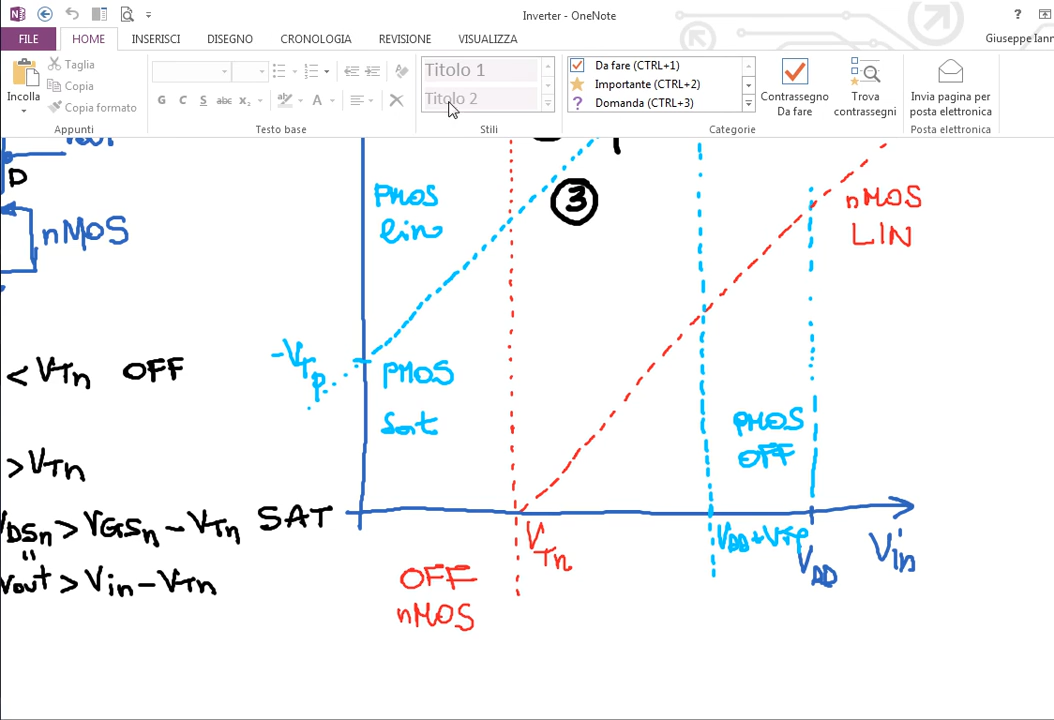 Inverter - OneNote
?
FILE HOME INSERISCI DISEGNO CRONOLOGIA REVISIONE VISUALIZZA Giuseppe Iann
Incolla
Taglia
Copia
Copia formato
Appunti
G C S abc x₂ ab A
Testo base
Titolo 1
Titolo 2
Stili
Da fare (CTRL+1)
Importante (CTRL+2)
? Domanda (CTRL+3)
Contrassegno
Da fare
Trova
contrassegni
Categorie
Invia pagina per
posta elettronica
Posta elettronica
D
nMOS
PMOS
lin
3
nMOS
LIN
-VTp
PMOS
Sat
< VTn OFF
> VTn
VDSn > VGSn - VTn SAT
"
Vout > Vin - VTn
PMOS
OFF
VTn
VDD+VTP
VDD
Vin
OFF
nMOS